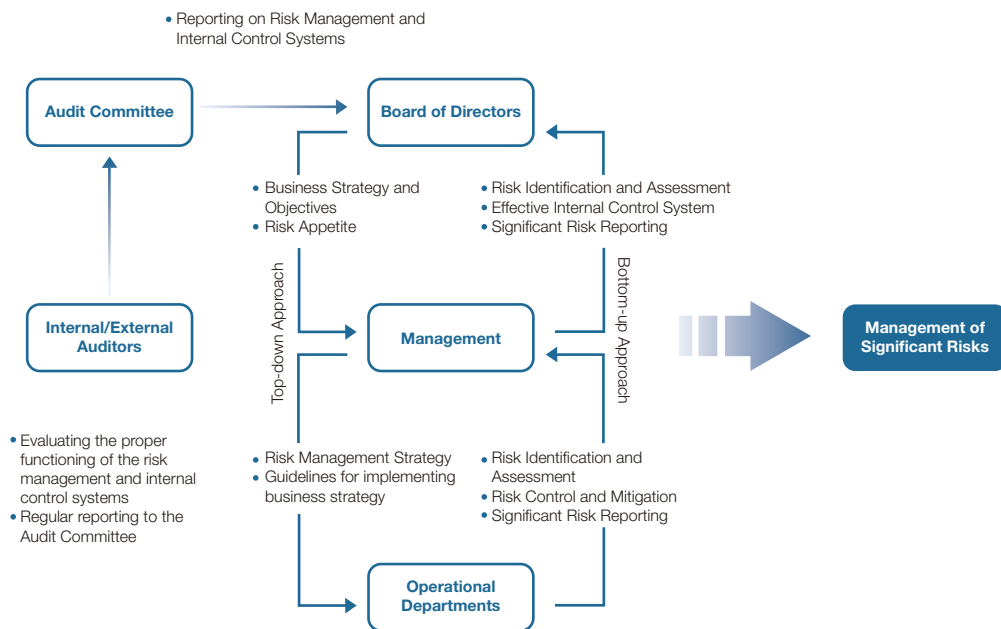 • Reporting on Risk Management and
Internal Control Systems
Audit Committee
Board of Directors
• Business Strategy and
Objectives
• Risk Appetite
• Risk Identification and Assessment
• Effective Internal Control System
• Significant Risk Reporting
Top-down Approach
Bottom-up Approach
Internal/External
Auditors
Management
Management of
Significant Risks
• Evaluating the proper
functioning of the risk
management and internal
control systems
• Regular reporting to the
Audit Committee
• Risk Management Strategy
• Guidelines for implementing
business strategy
• Risk Identification and
Assessment
• Risk Control and Mitigation
• Significant Risk Reporting
Operational
Departments